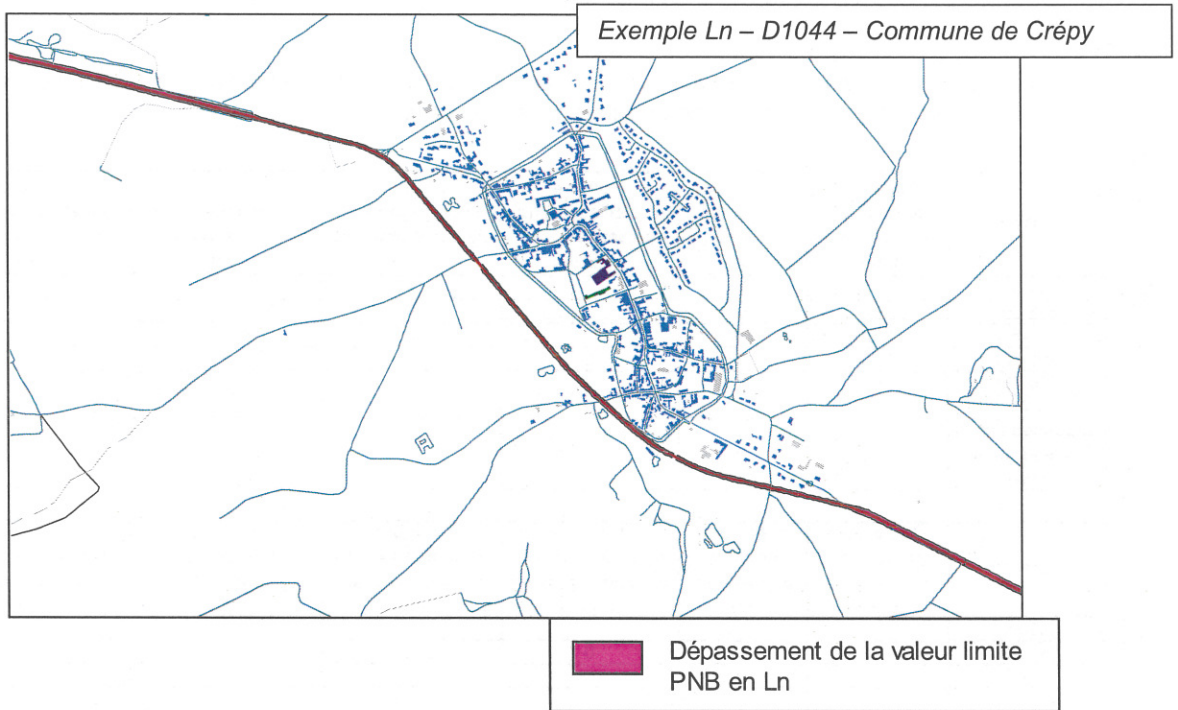 Exemple Ln – D1044 – Commune de Crépy
Dépassement de la valeur limite
PNB en Ln